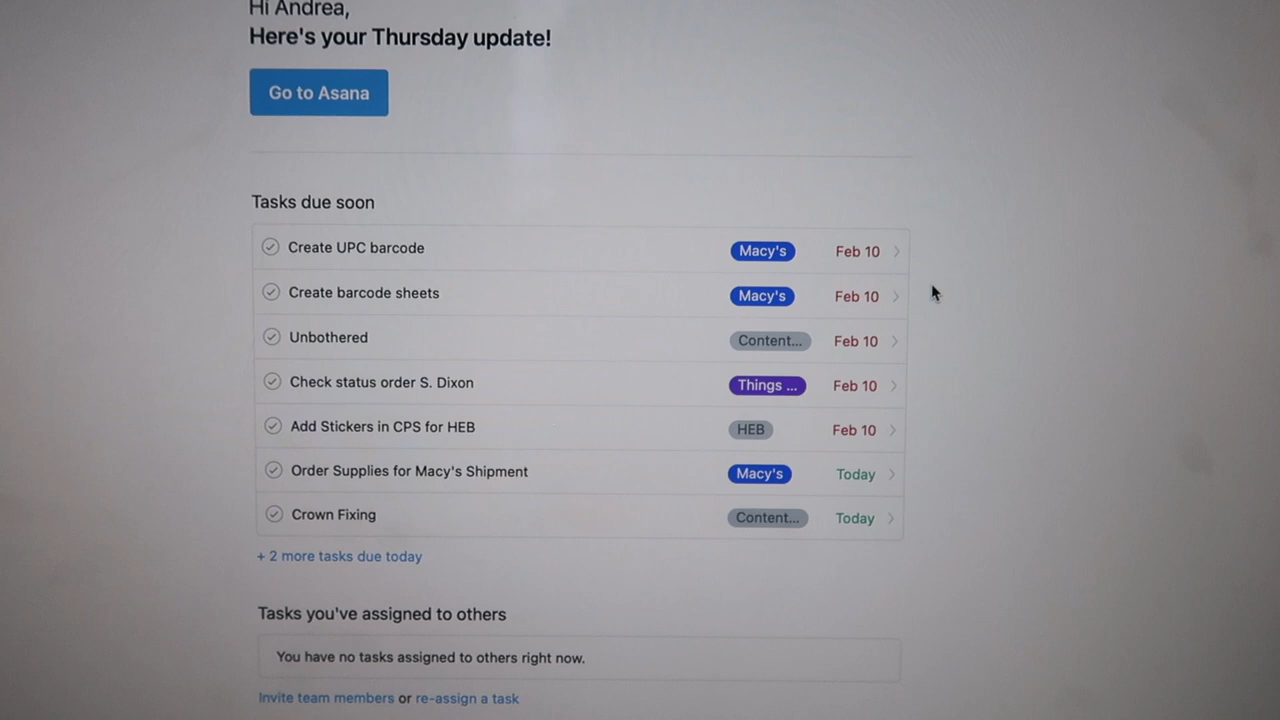 Hi Andrea,
Here's your Thursday update!
Go to Asana
Tasks due soon
Create UPC barcode Macy's Feb 10
Create barcode sheets Macy's Feb 10
Unbothered Content... Feb 10
Check status order S. Dixon Things ... Feb 10
Add Stickers in CPS for HEB HEB Feb 10
Order Supplies for Macy's Shipment Macy's Today
Crown Fixing Content... Today
+ 2 more tasks due today
Tasks you've assigned to others
You have no tasks assigned to others right now.
Invite team members or re-assign a task